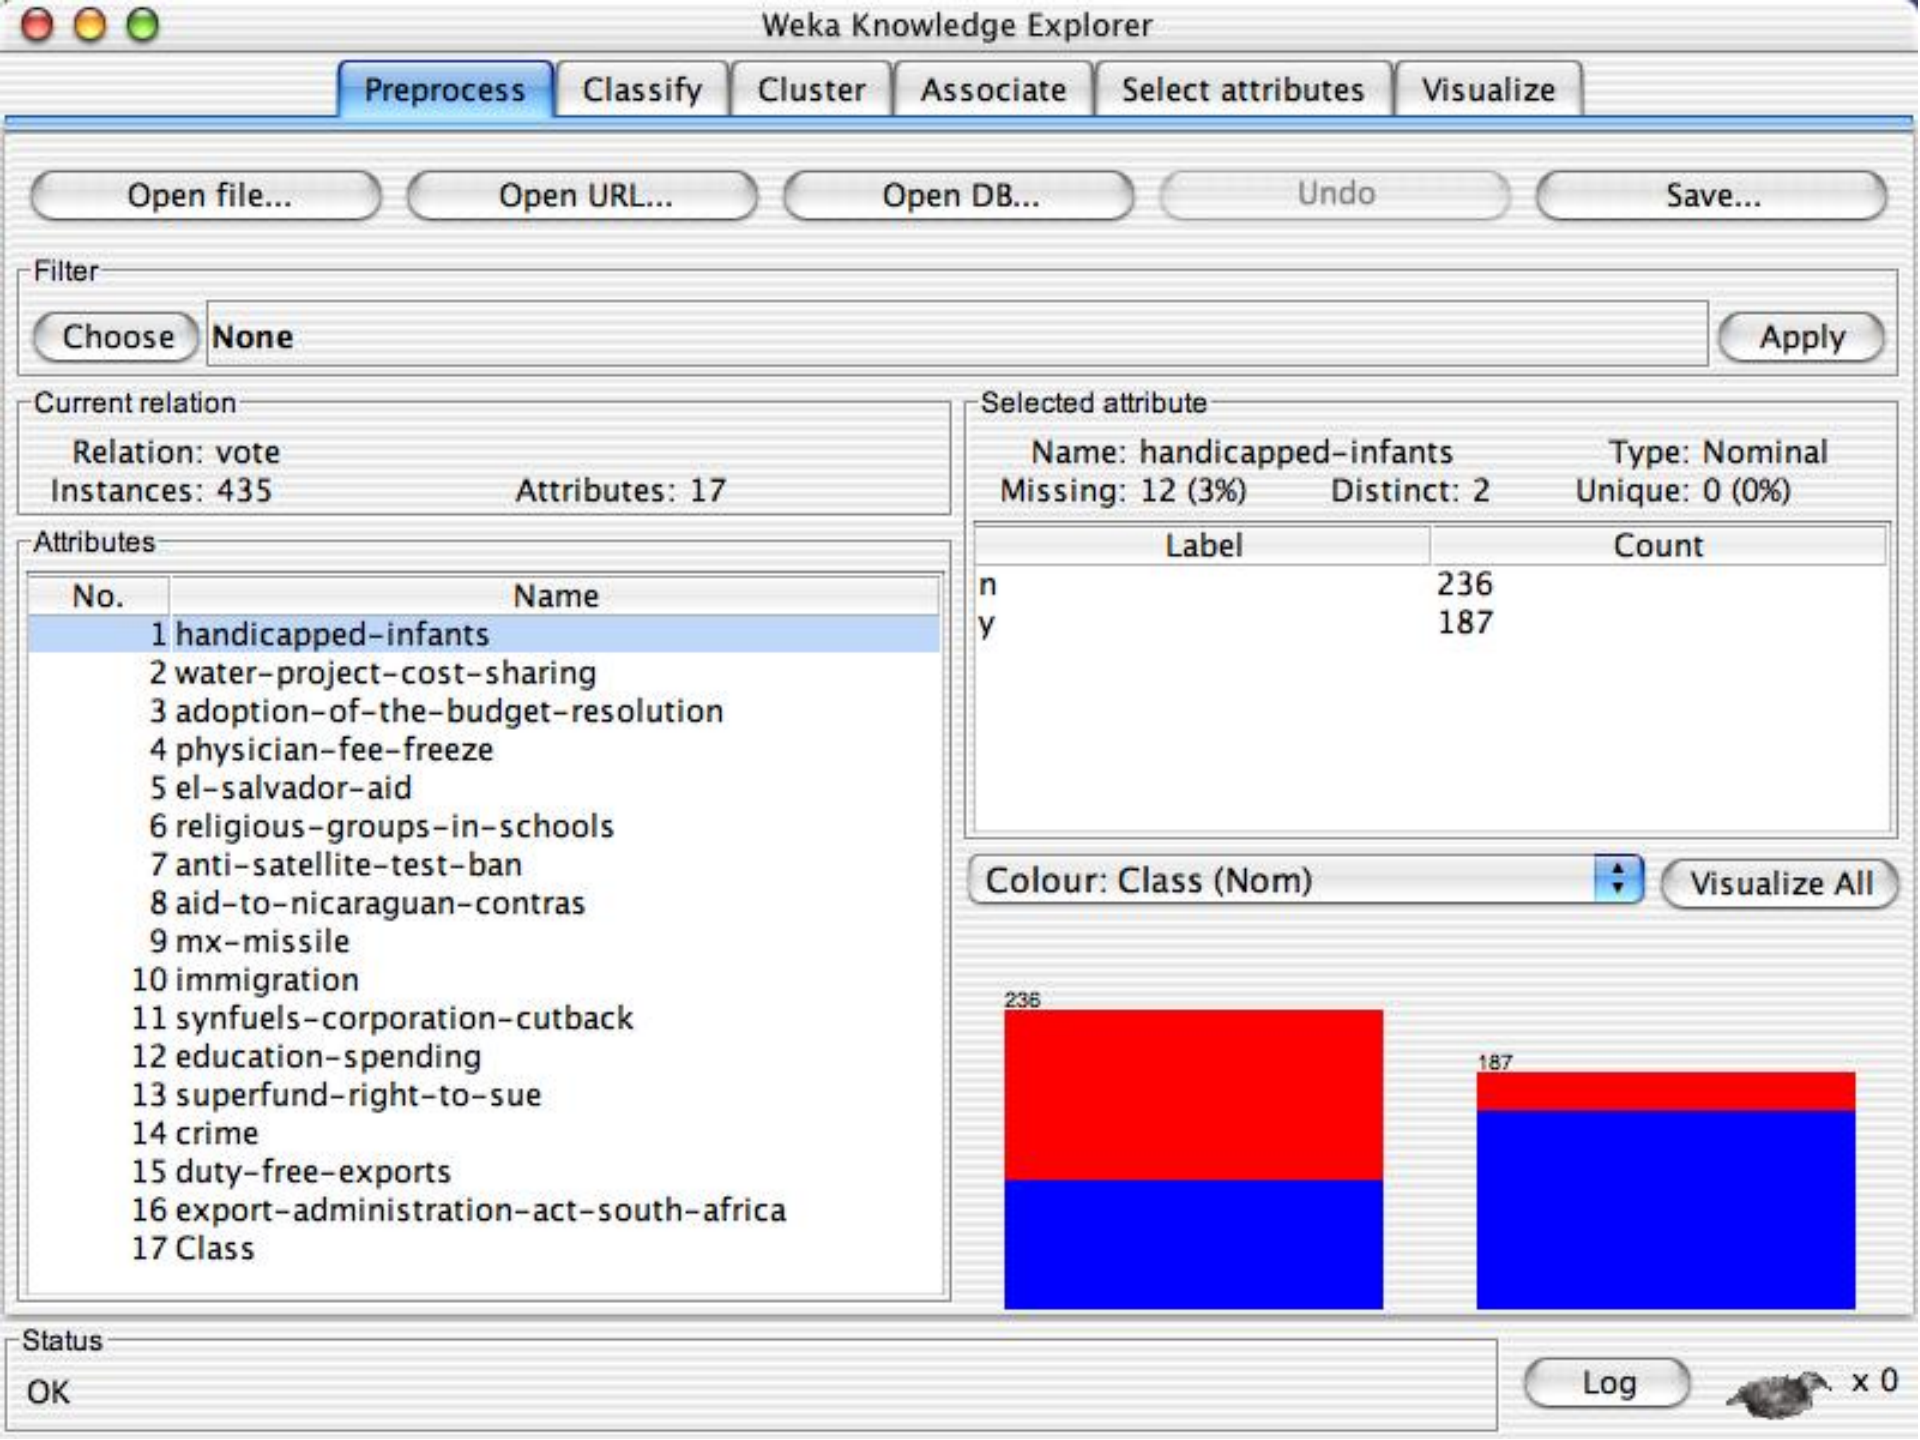 Weka Knowledge Explorer
Preprocess Classify Cluster Associate Select attributes Visualize
Open file... Open URL... Open DB... Undo Save...
Filter
Choose None Apply
Current relation
Relation: vote
Instances: 435 Attributes: 17
Attributes
No. Name
1 handicapped-infants
2 water-project-cost-sharing
3 adoption-of-the-budget-resolution
4 physician-fee-freeze
5 el-salvador-aid
6 religious-groups-in-schools
7 anti-satellite-test-ban
8 aid-to-nicaraguan-contras
9 mx-missile
10 immigration
11 synfuels-corporation-cutback
12 education-spending
13 superfund-right-to-sue
14 crime
15 duty-free-exports
16 export-administration-act-south-africa
17 Class
Selected attribute
Name: handicapped-infants Type: Nominal
Missing: 12 (3%) Distinct: 2 Unique: 0 (0%)
Label Count
n 236
y 187
Colour: Class (Nom) Visualize All
236
187
Status
OK
Log x 0